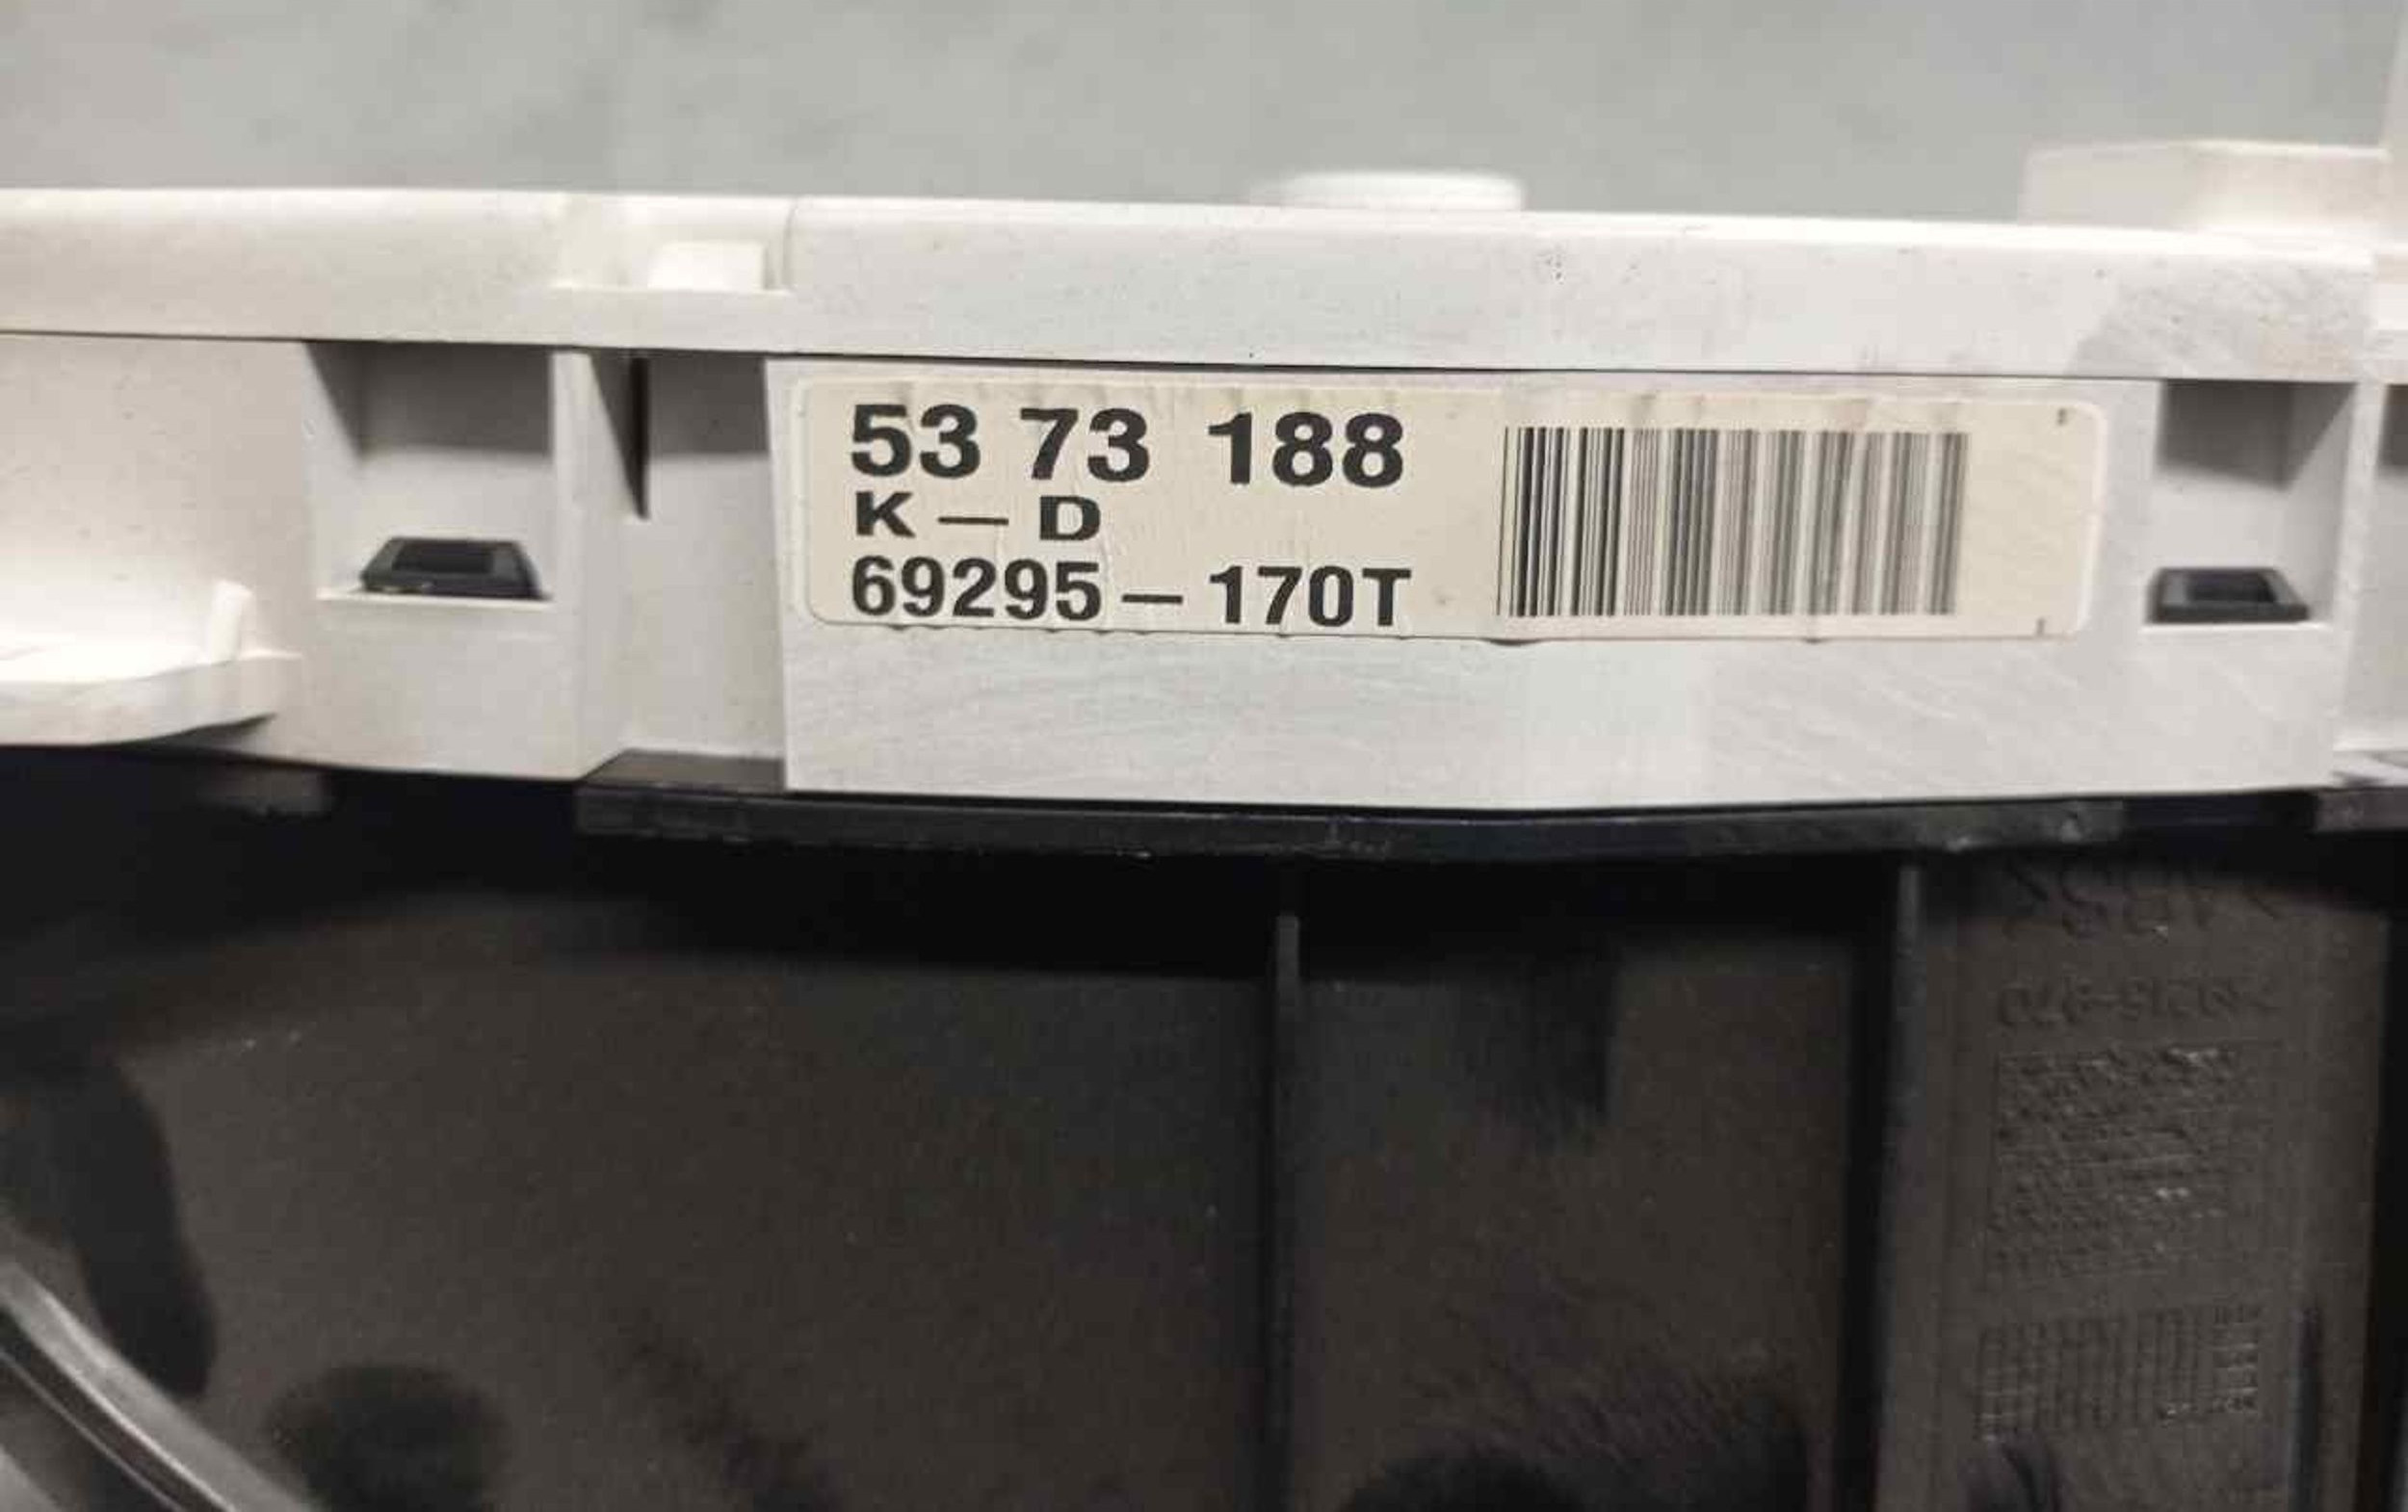 53 73 188
K — D
69295 — 170T